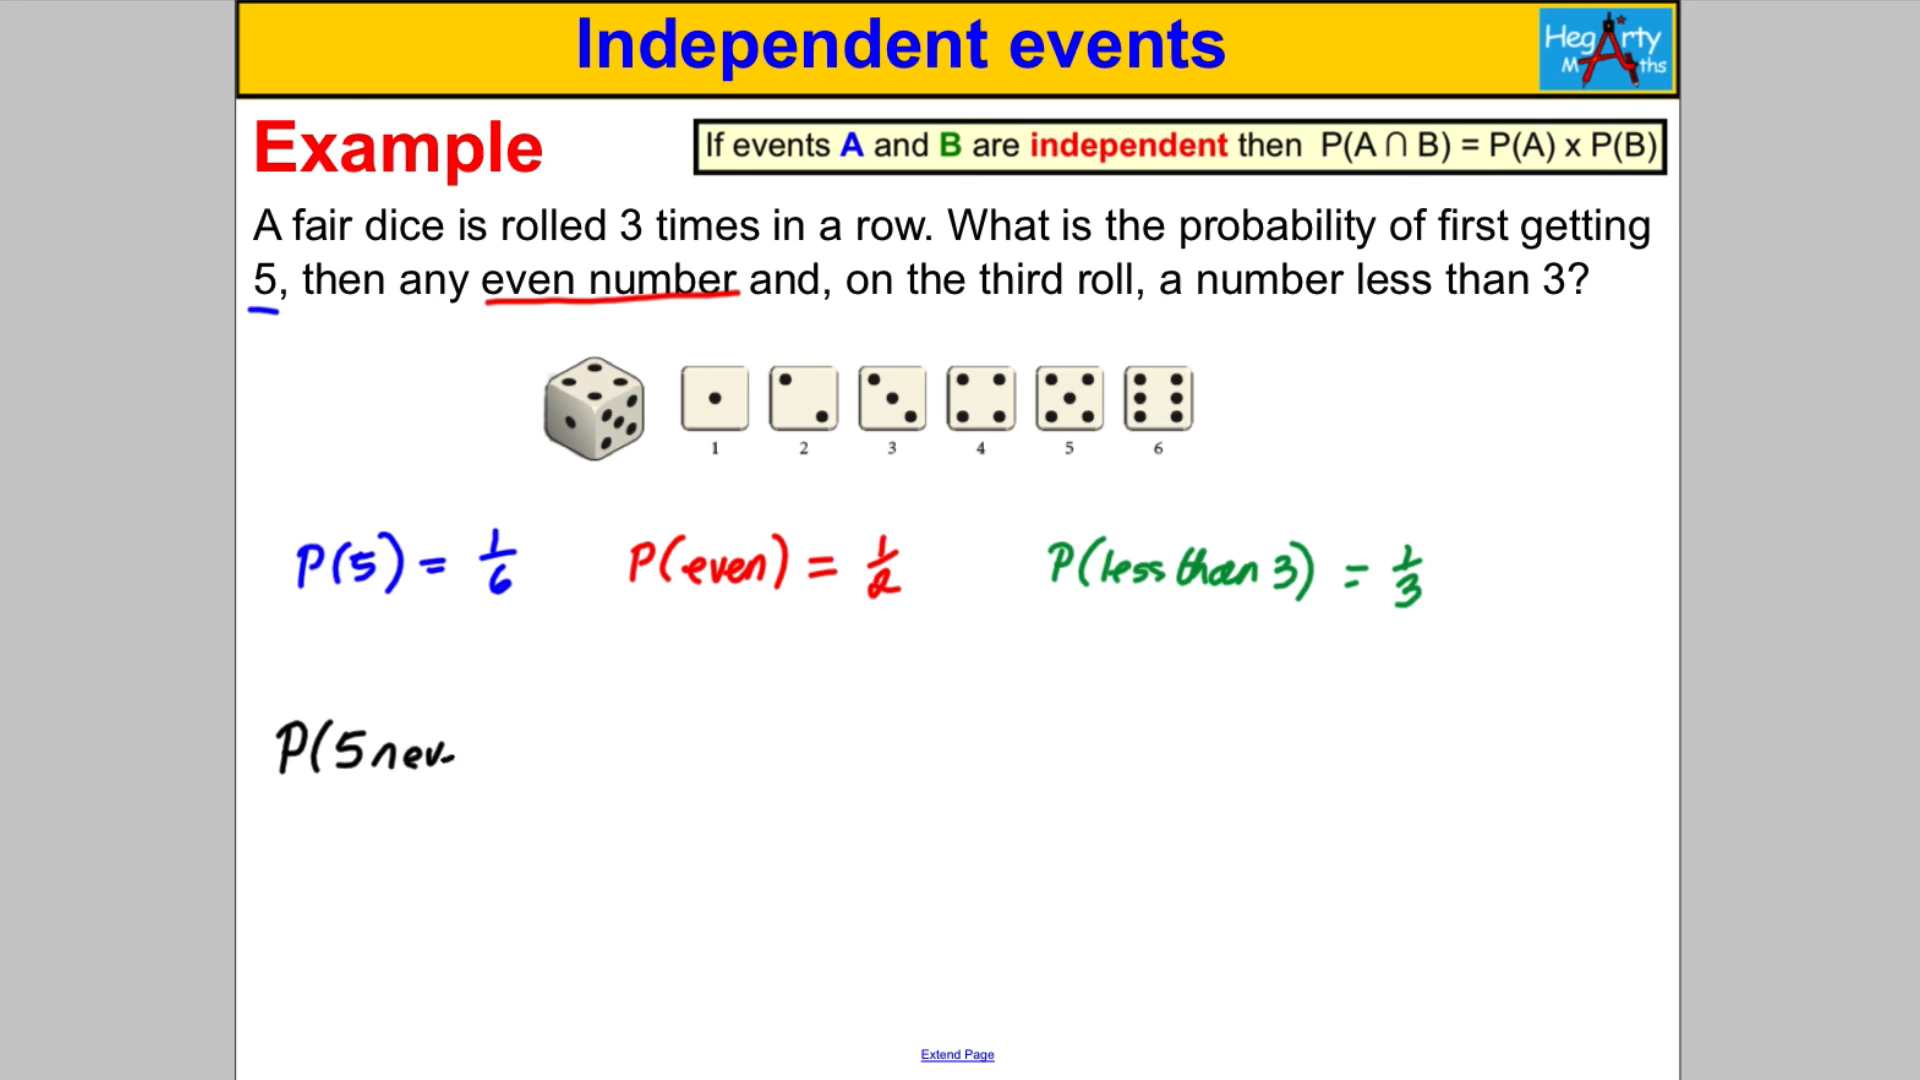 Independent events
Hegarty
Maths
Example
If events A and B are independent then P(A ∩ B) = P(A) x P(B)
A fair dice is rolled 3 times in a row. What is the probability of first getting
5, then any even number and, on the third roll, a number less than 3?
1 2 3 4 5 6
P(5) = 1/6 P(even) = 1/2 P(less than 3) = 1/3
P(5 ∩ ev
Extend Page